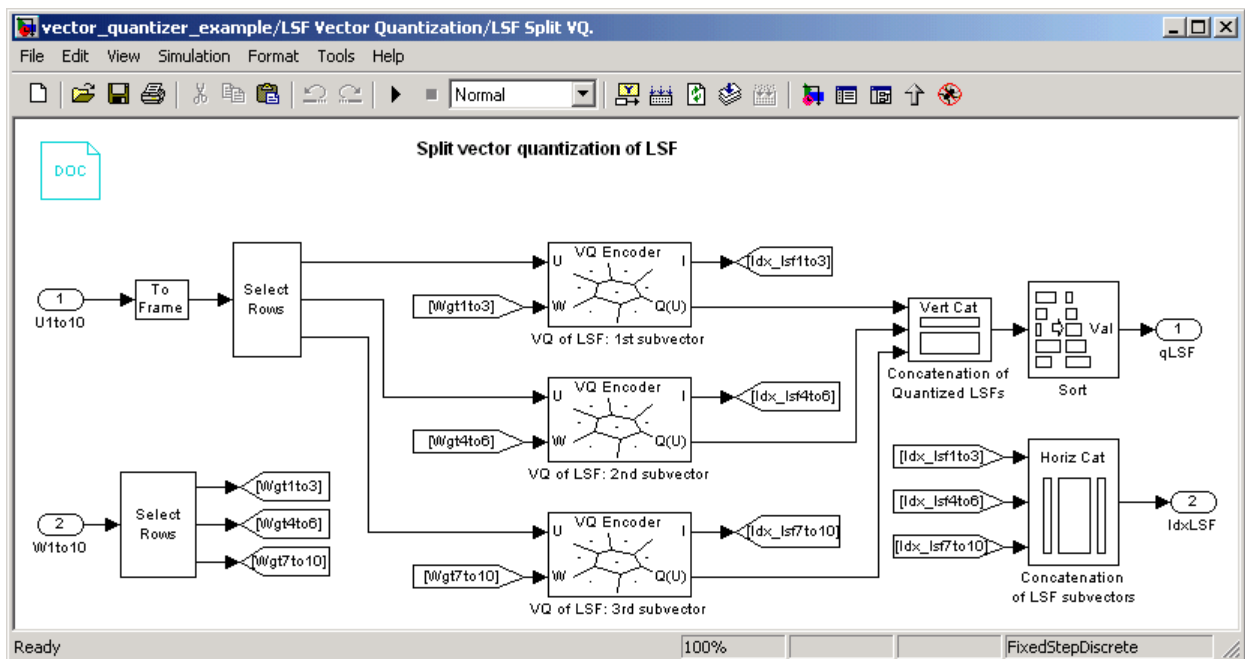 vector_quantizer_example/LSF Vector Quantization/LSF Split VQ.
File Edit View Simulation Format Tools Help
Normal
Split vector quantization of LSF
DOC
1
U1to10
To
Frame
Select
Rows
VQ Encoder
U
I
W
Q(U)
[Wgt1to3]
[Idx_lsf1to3]
VQ of LSF: 1st subvector
Vert Cat
Concatenation of
Quantized LSFs
Val
Sort
1
qLSF
VQ Encoder
U
I
W
Q(U)
[Wgt4to6]
[Idx_lsf4to6]
VQ of LSF: 2nd subvector
2
W1to10
Select
Rows
[Wgt1to3]
[Wgt4to6]
[Wgt7to10]
VQ Encoder
U
I
W
Q(U)
[Wgt7to10]
[Idx_lsf7to10]
VQ of LSF: 3rd subvector
[Idx_lsf1to3]
[Idx_lsf4to6]
[Idx_lsf7to10]
Horiz Cat
Concatenation
of LSF subvectors
2
IdxLSF
Ready 100% FixedStepDiscrete